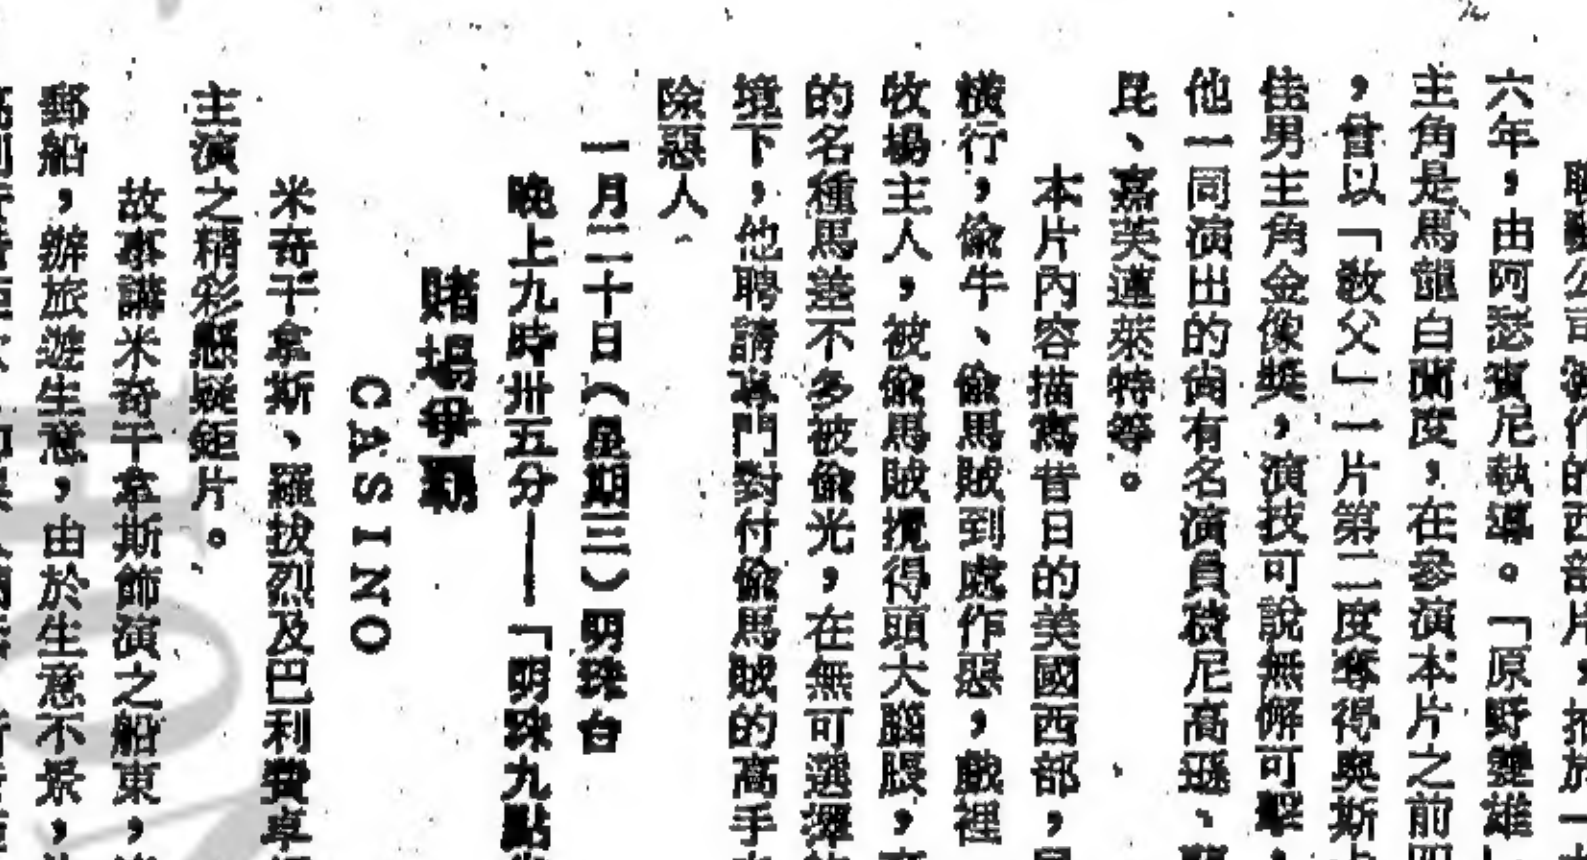 公司製作的西部片，拍於一
六年，由阿瑟賓尼執導。「原野雙雄」
主角是馬龍白蘭度，在參演本片之前四
，曾以「教父」一片第二度奪得奧斯卡
佳男主角金像獎，演技可說無懈可擊，
他一同演出的尚有名演員積尼高遜、
昆、嘉芙蓮萊特等。
本片內容描寫昔日的美國西部，
橫行，偷牛、偷馬賊到處作惡，戲裡
牧場主人，被偷馬賊攪得頭大腦脹，
的名種馬差不多被偷光，在無可選擇
境下，他聘請專門對付偷馬賊的高手
除惡人
一月二十日（星期三）明珠台
晚上九時卅五分——「明珠九點半
賭場伊
CASINO
米奇干拿斯、羅拔烈及巴利費卓
主演之精彩懸疑鉅片。
故事講米奇干拿斯飾演之船東，
郵船，辦旅遊生意，由於生意不景，